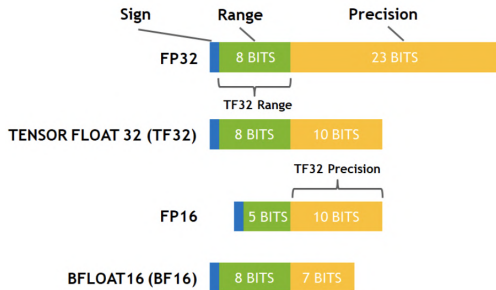 Sign Range Precision
FP32 8 BITS 23 BITS
TF32 Range
TENSOR FLOAT 32 (TF32) 8 BITS 10 BITS
TF32 Precision
FP16 5 BITS 10 BITS
BFLOAT16 (BF16) 8 BITS 7 BITS